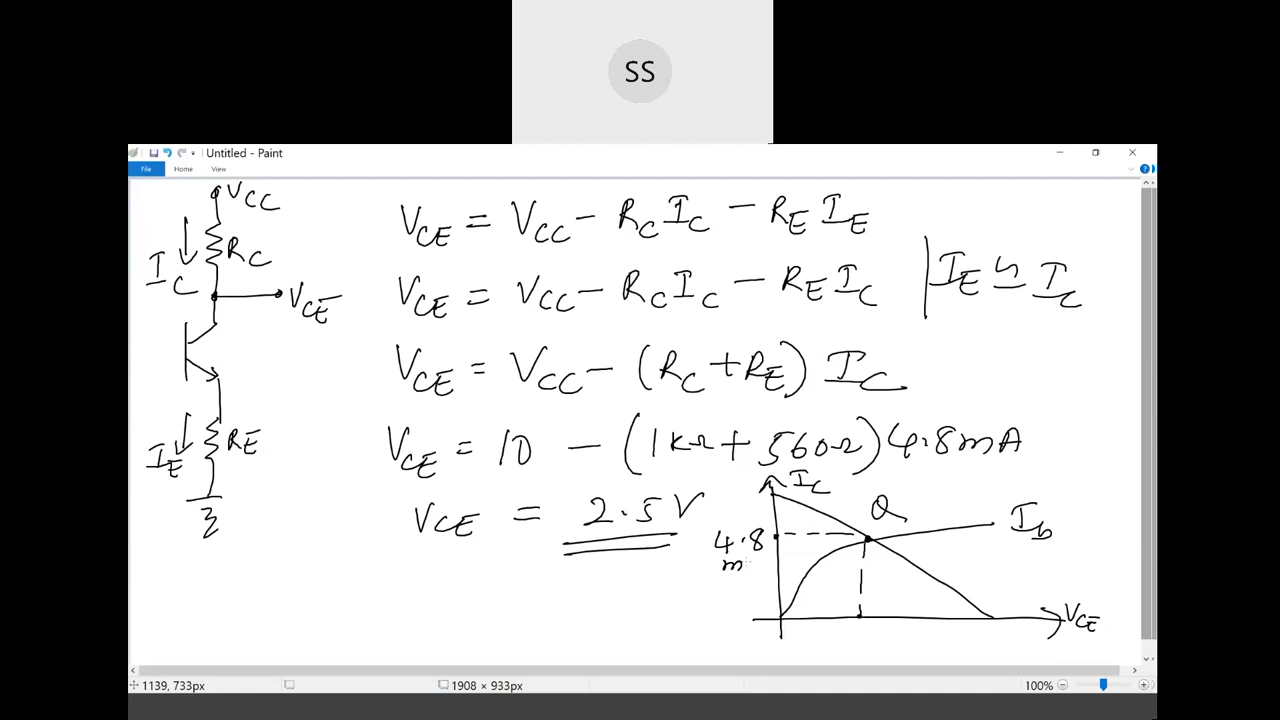 SS
Untitled - Paint
File Home View
VCC
RC
IC
VCE
IE
RE
VCE = VCC - RC IC - RE IE
VCE = VCC - RC IC - RE IC | IE ≃ IC
VCE = VCC - (RC + RE) IC
VCE = 10 - (1KΩ + 560Ω) 4.8mA
VCE = 2.5 V
IC
Q
Ib
4.8
m
VCE
1139, 733px 1908 × 933px 100%